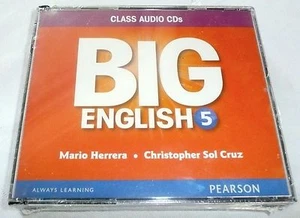 CLASS AUDIO CDs
BIG
ENGLISH 5
Mario Herrera • Christopher Sol Cruz
ALWAYS LEARNING
PEARSON